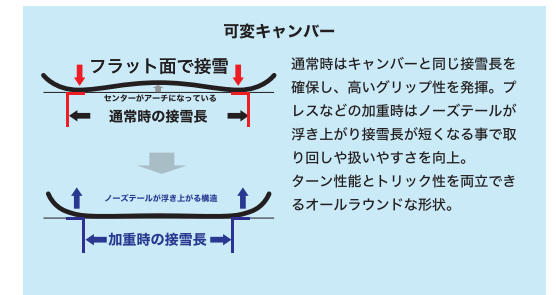 可変キャンバー
フラット面で接雪
センターがアーチになっている
通常時の接雪長
ノーズテールが浮き上がる構造
加重時の接雪長
通常時はキャンバーと同じ接雪長を
確保し、高いグリップ性を発揮。プ
レスなどの加重時はノーズテールが
浮き上がり接雪長が短くなる事で取
り回しや扱いやすさを向上。
ターン性能とトリック性を両立でき
るオールラウンドな形状。